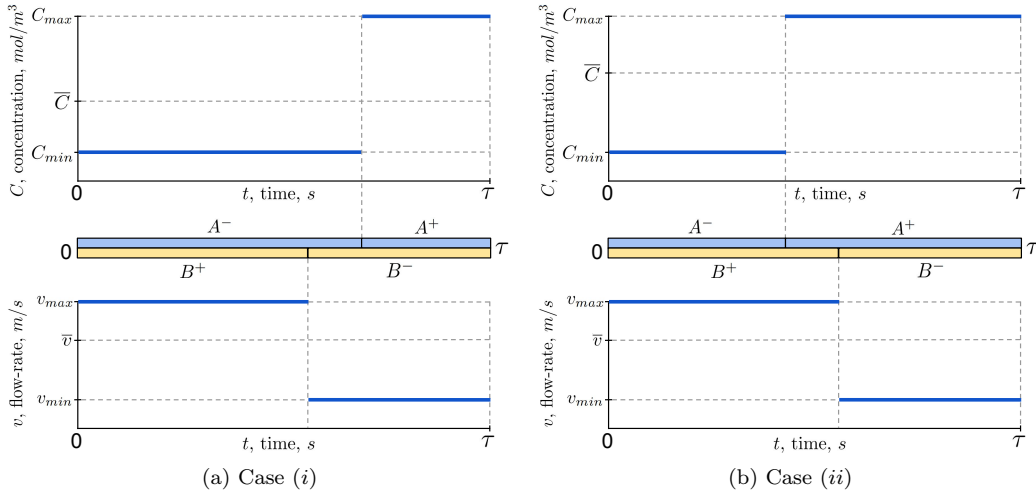 C, concentration, mol/m³
C_max
C̅
C_min
0
t, time, s
τ
A⁻
A⁺
0
τ
B⁺
B⁻
v, flow-rate, m/s
v_max
v̅
v_min
0
t, time, s
τ
(a) Case (i)
C, concentration, mol/m³
C_max
C̅
C_min
0
t, time, s
τ
A⁻
A⁺
0
τ
B⁺
B⁻
v, flow-rate, m/s
v_max
v̅
v_min
0
t, time, s
τ
(b) Case (ii)